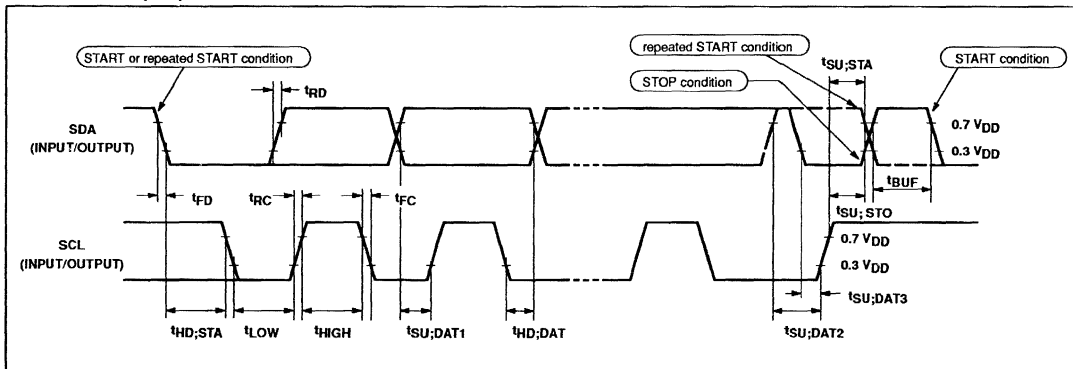 START or repeated START condition
repeated START condition
tSU;STA
START condition
STOP condition
tRD
SDA
(INPUT/OUTPUT)
0.7 VDD
0.3 VDD
tFD
tRC
tFC
tBUF
tSU; STO
SCL
(INPUT/OUTPUT)
0.7 VDD
0.3 VDD
tSU;DAT3
tHD;STA
tLOW
tHIGH
tSU;DAT1
tHD;DAT
tSU;DAT2